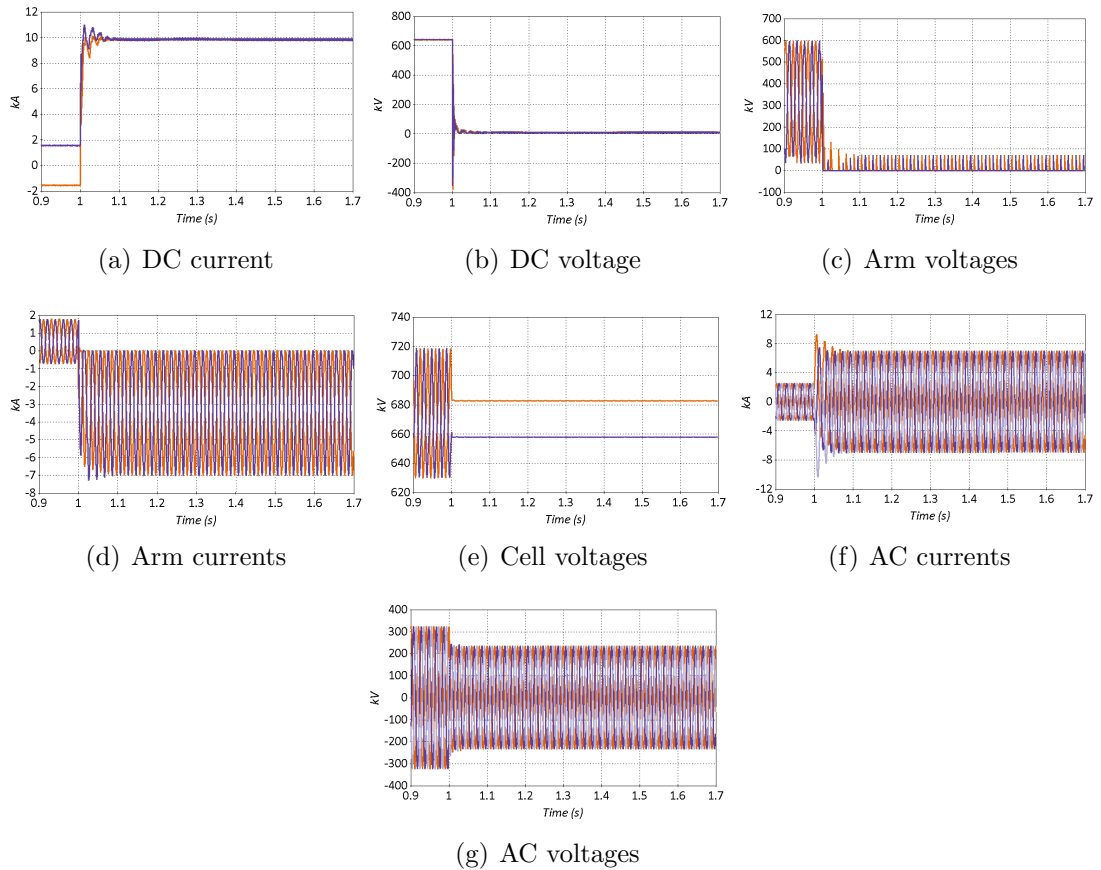 12
10
8
6
4
2
0
-2
kA
0.9 1 1.1 1.2 1.3 1.4 1.5 1.6 1.7
Time (s)
(a) DC current
800
600
400
200
0
-200
-400
kV
0.9 1 1.1 1.2 1.3 1.4 1.5 1.6 1.7
Time (s)
(b) DC voltage
700
600
500
400
300
200
100
0
-100
kV
0.9 1 1.1 1.2 1.3 1.4 1.5 1.6 1.7
Time (s)
(c) Arm voltages
2
1
0
-1
-2
-3
-4
-5
-6
-7
-8
kA
0.9 1 1.1 1.2 1.3 1.4 1.5 1.6 1.7
Time (s)
(d) Arm currents
740
720
700
680
660
640
620
kV
0.9 1 1.1 1.2 1.3 1.4 1.5 1.6 1.7
Time (s)
(e) Cell voltages
12
8
4
0
-4
-8
-12
kA
0.9 1 1.1 1.2 1.3 1.4 1.5 1.6 1.7
Time (s)
(f) AC currents
400
300
200
100
0
-100
-200
-300
-400
kV
0.9 1 1.1 1.2 1.3 1.4 1.5 1.6 1.7
Time (s)
(g) AC voltages